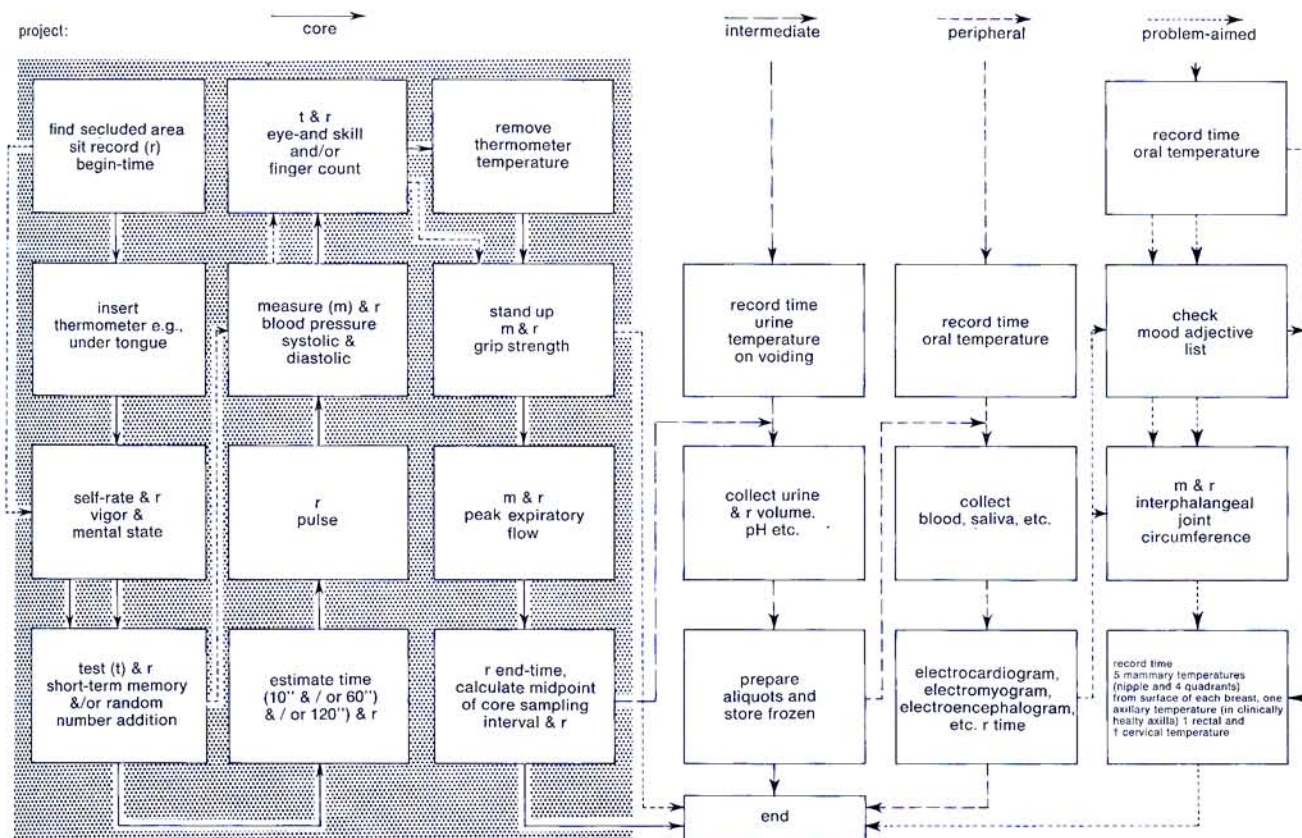 project:
core
intermediate
peripheral
problem-aimed
find secluded area
sit record (r)
begin-time
insert
thermometer e.g.,
under tongue
self-rate & r
vigor &
mental state
test (t) & r
short-term memory
&/or random
number addition
t & r
eye-and skill
and/or
finger count
measure (m) & r
blood pressure
systolic &
diastolic
r
pulse
estimate time
(10" & / or 60")
& / or 120") & r
remove
thermometer
temperature
stand up
m & r
grip strength
m & r
peak expiratory
flow
r end-time,
calculate midpoint
of core sampling
interval & r
record time
urine
temperature
on voiding
collect urine
& r volume,
pH etc.
prepare
aliquots and
store frozen
end
record time
oral temperature
collect
blood, saliva, etc.
electrocardiogram,
electromyogram,
electroencephalogram,
etc. r time
record time
oral temperature
check
mood adjective
list
m & r
interphalangeal
joint
circumference
record time
5 mammary temperatures
(nipple and 4 quadrants)
from surface of each breast, one
axillary temperature (in clinically
healty axilla) 1 rectal and
1 cervical temperature